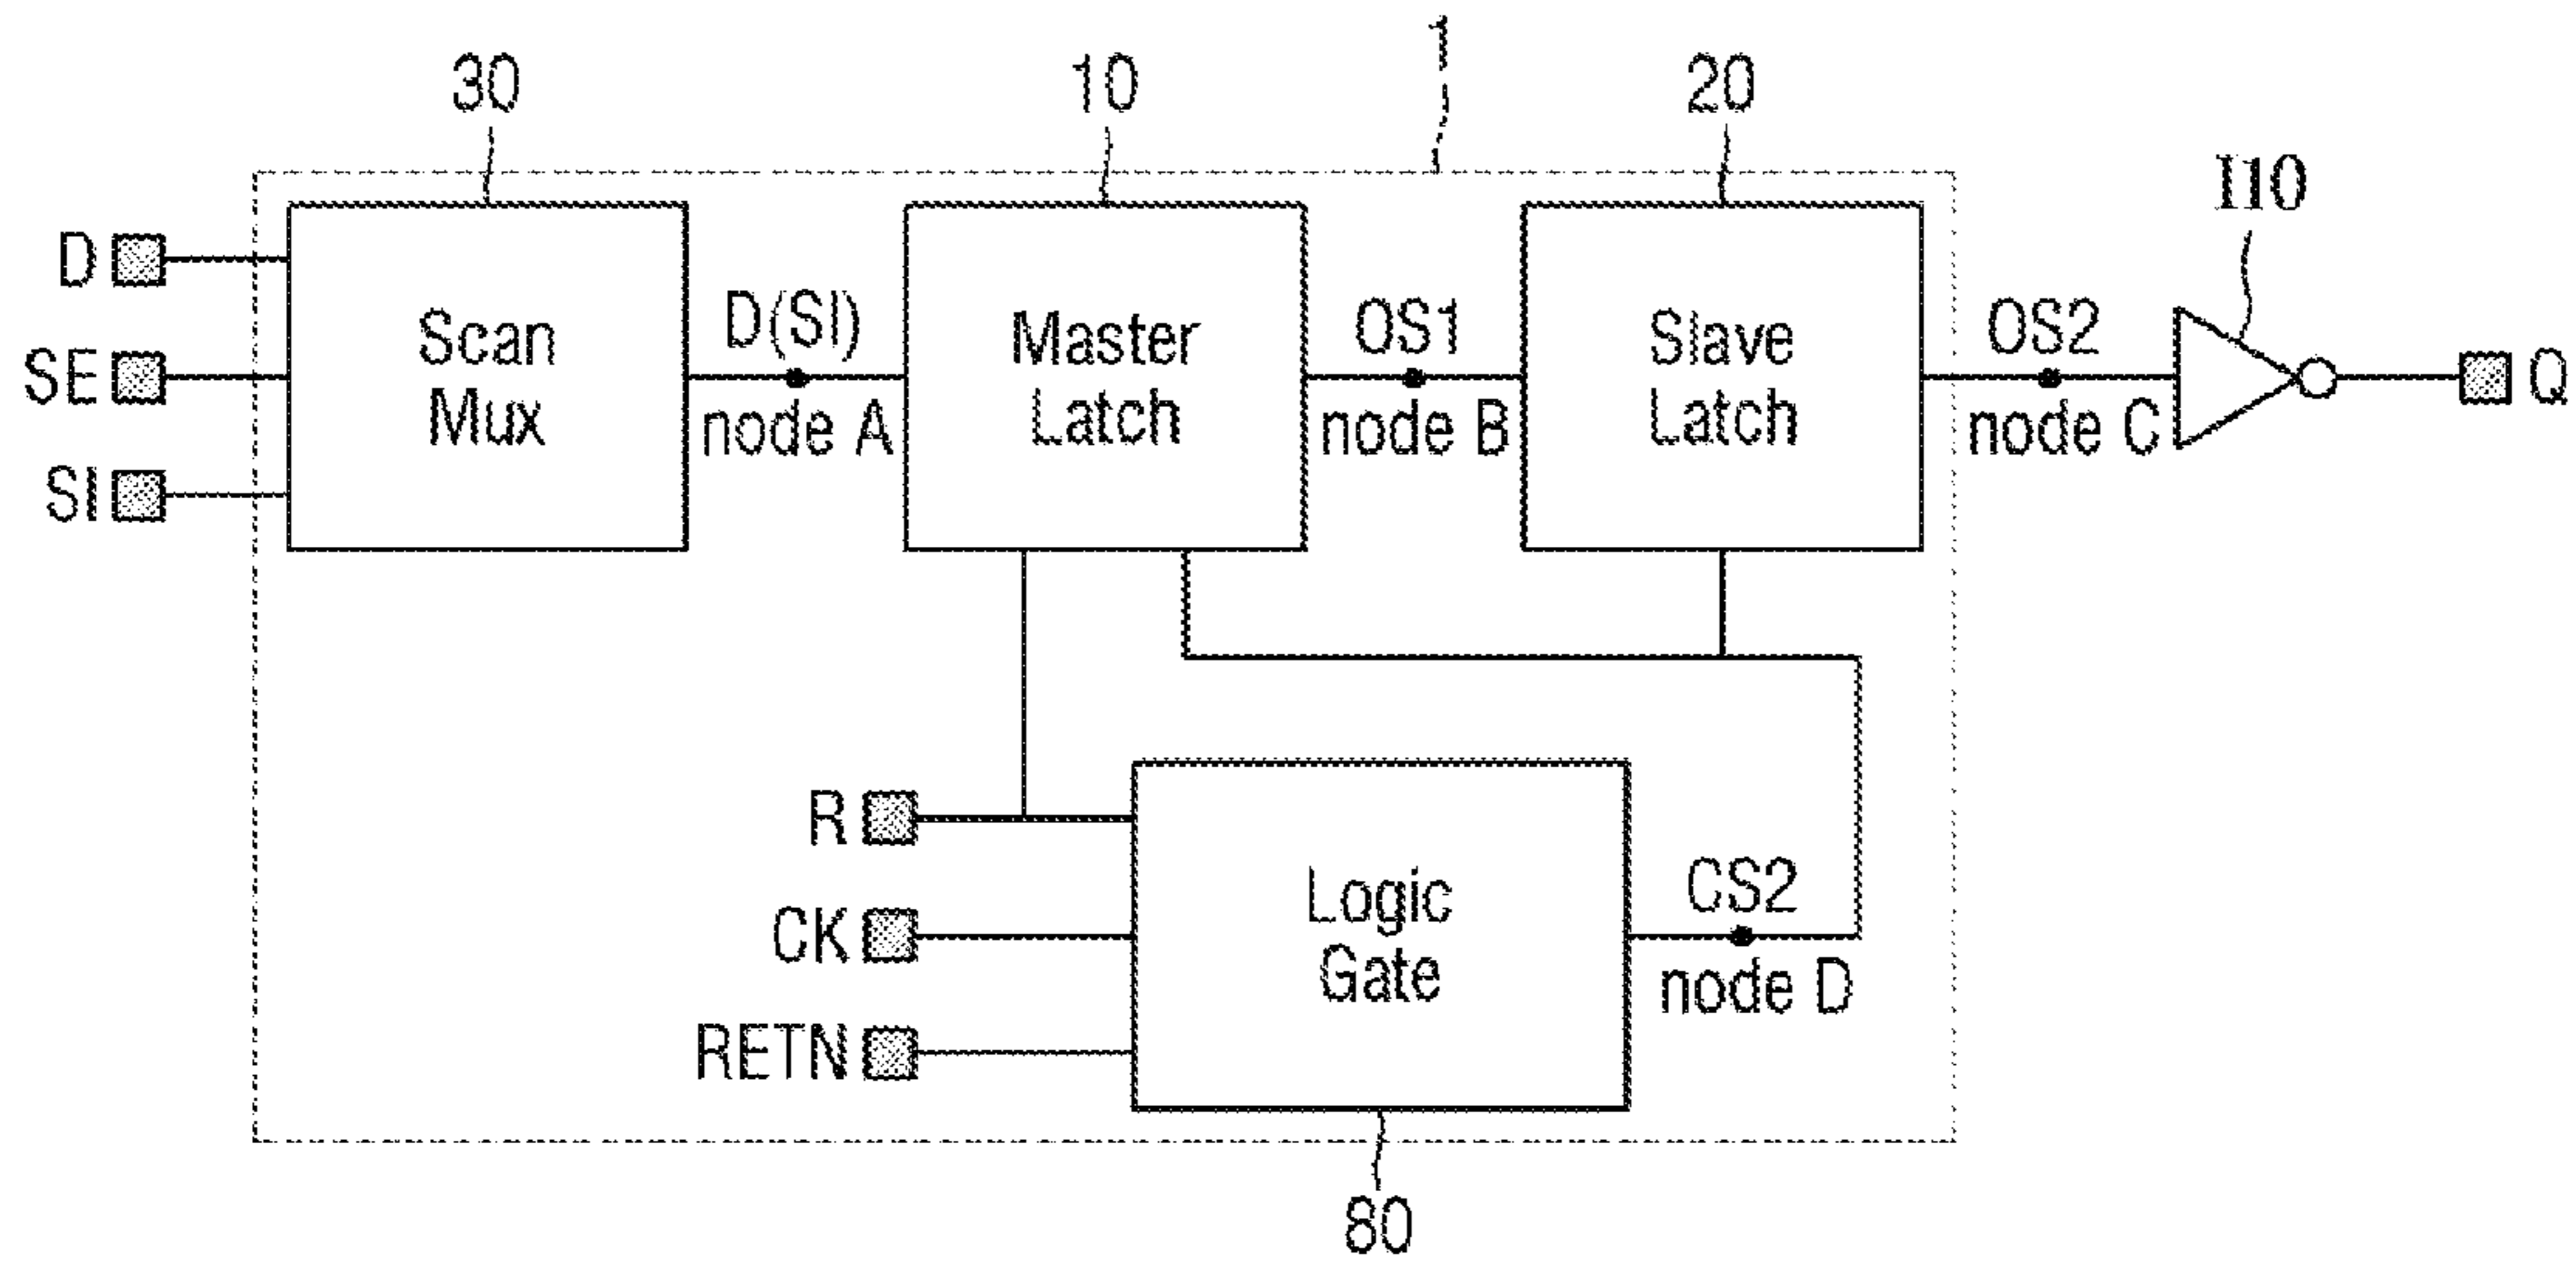 1
30
10
20
I10
D
SE
SI
Scan
Mux
D(SI)
node A
Master
Latch
OS1
node B
Slave
Latch
OS2
node C
Q
R
CK
RETN
Logic
Gate
CS2
node D
80